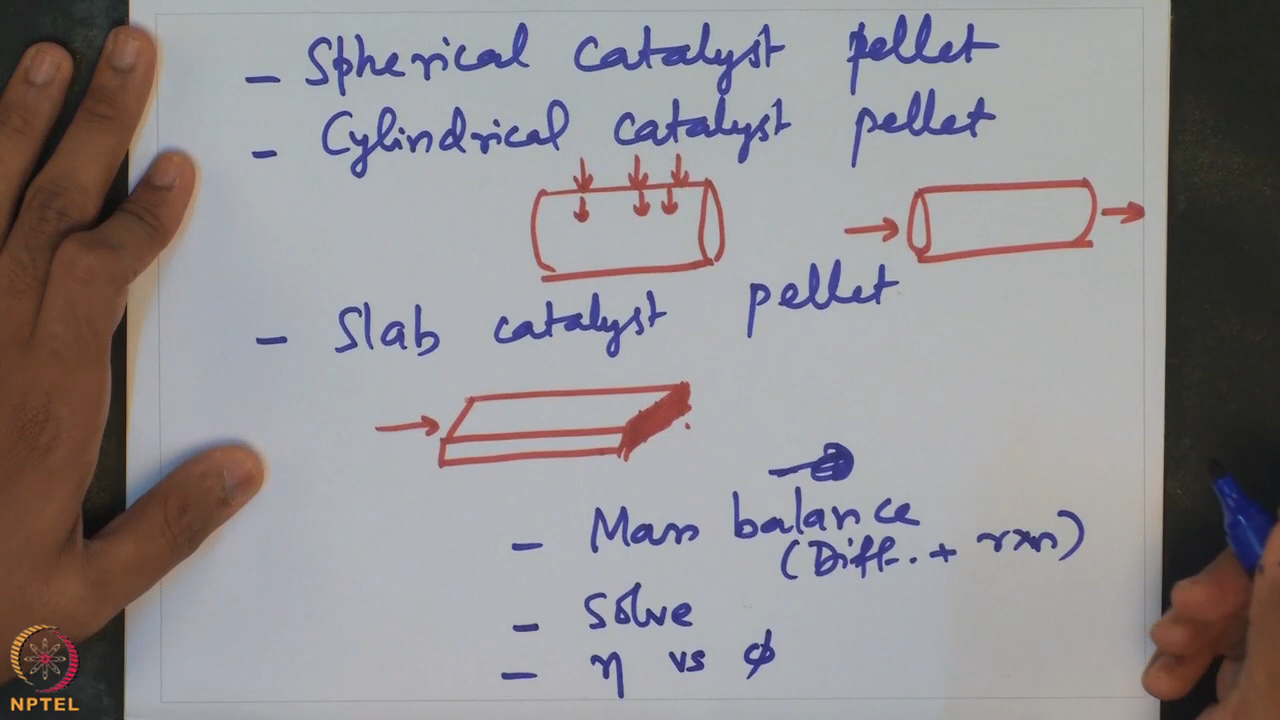 - Spherical catalyst pellet
- Cylindrical catalyst pellet
- Slab catalyst pellet
- Mass balance
(Diff. + rxn)
- Solve
- η vs φ
NPTEL